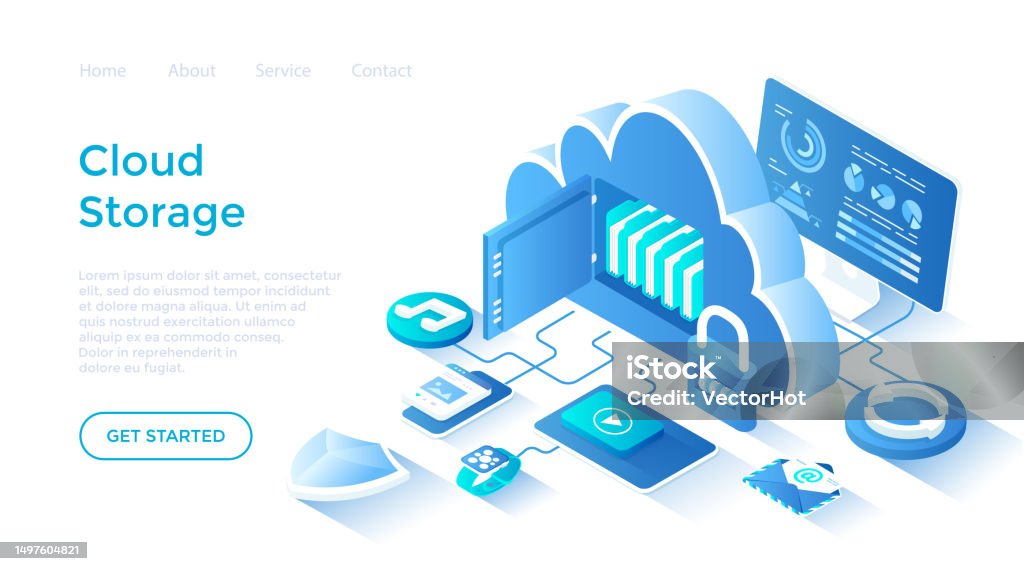 Home About Service Contact
Cloud
Storage
Lorem ipsum dolor sit amet, consectetur
elit, sed do eiusmod tempor incididunt
et dolore magna aliqua. Ut enim ad
quis nostrud exercitation ullamco
aliquip ex ea commodo conseq.
Dolor in reprehenderit in
dolore eu fugiat.
GET STARTED
@
iStock™
Credit: VectorHot
1497604821